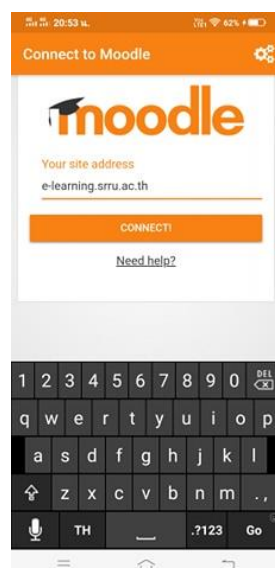 20:53 น. 62%
Connect to Moodle
moodle
Your site address
e-learning.srru.ac.th
CONNECT!
Need help?
1 2 3 4 5 6 7 8 9 0 DEL
q w e r t y u i o p
a s d f g h j k l
z x c v b n m . ,
TH .?123 Go